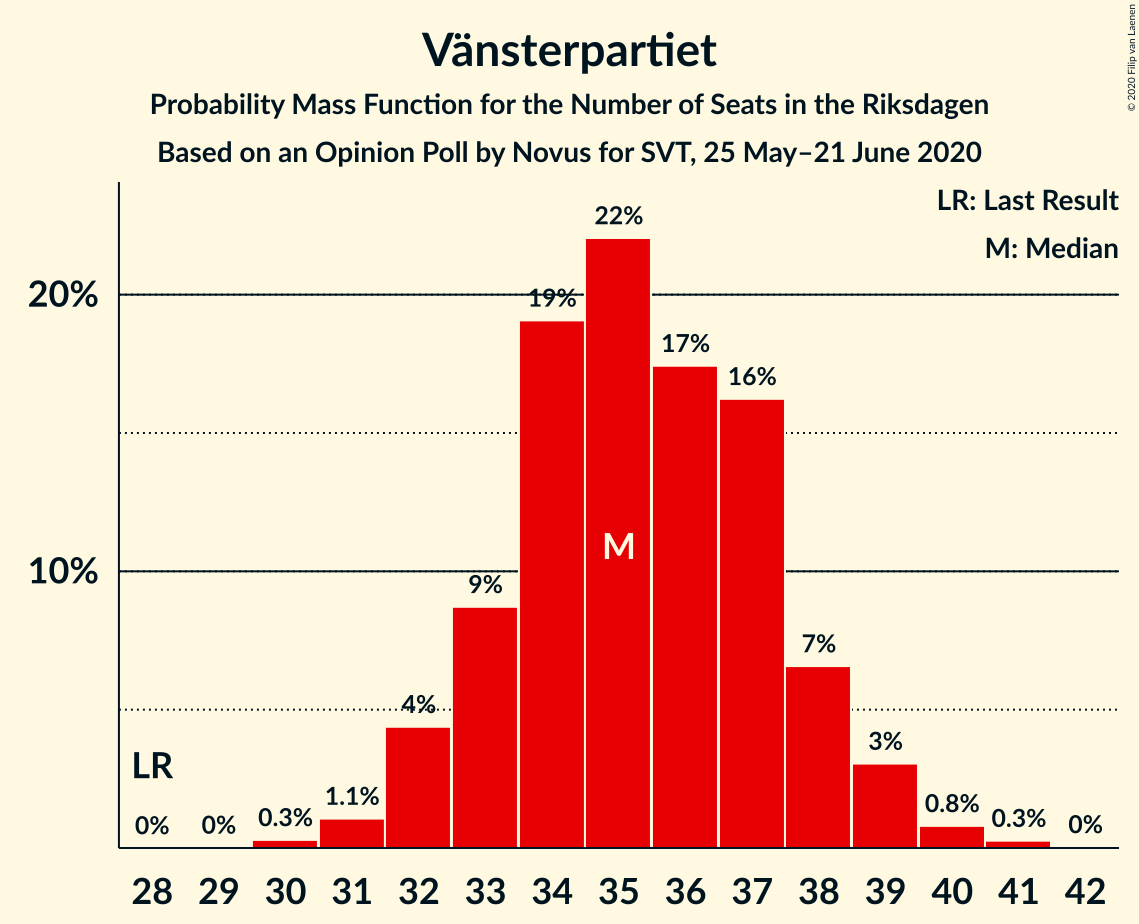 Vänsterpartiet
Probability Mass Function for the Number of Seats in the Riksdagen
Based on an Opinion Poll by Novus for SVT, 25 May–21 June 2020
© 2020 Filip van Laenen
LR: Last Result
M: Median
22%
20%
19%
17%
16%
M
10%
9%
7%
4%
3%
LR
0%
0%
0.3%
1.1%
0.8%
0.3%
0%
28 29 30 31 32 33 34 35 36 37 38 39 40 41 42